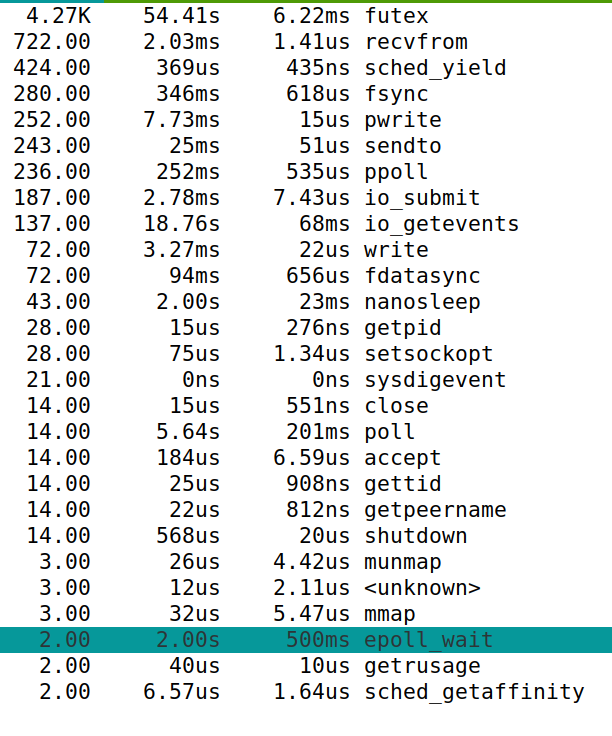 4.27K 54.41s 6.22ms futex
722.00 2.03ms 1.41us recvfrom
424.00 369us 435ns sched_yield
280.00 346ms 618us fsync
252.00 7.73ms 15us pwrite
243.00 25ms 51us sendto
236.00 252ms 535us ppoll
187.00 2.78ms 7.43us io_submit
137.00 18.76s 68ms io_getevents
72.00 3.27ms 22us write
72.00 94ms 656us fdatasync
43.00 2.00s 23ms nanosleep
28.00 15us 276ns getpid
28.00 75us 1.34us setsockopt
21.00 0ns 0ns sysdigevent
14.00 15us 551ns close
14.00 5.64s 201ms poll
14.00 184us 6.59us accept
14.00 25us 908ns gettid
14.00 22us 812ns getpeername
14.00 568us 20us shutdown
3.00 26us 4.42us munmap
3.00 12us 2.11us <unknown>
3.00 32us 5.47us mmap
2.00 2.00s 500ms epoll_wait
2.00 40us 10us getrusage
2.00 6.57us 1.64us sched_getaffinity